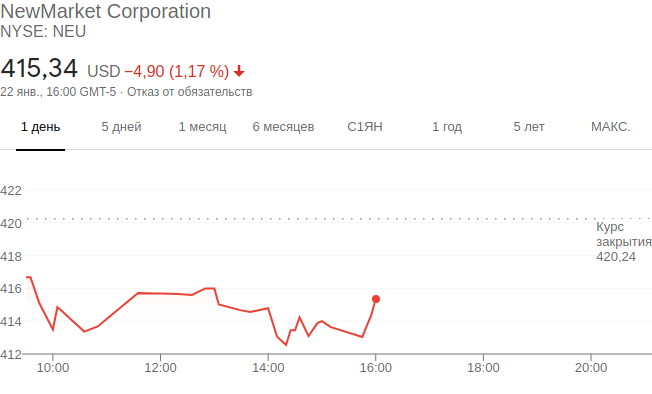 NewMarket Corporation
NYSE: NEU
415,34 USD −4,90 (1,17 %)
22 янв., 16:00 GMT-5 · Отказ от обязательств
1 день 5 дней 1 месяц 6 месяцев С1ЯН 1 год 5 лет МАКС.
422
420
Курс
закрытия
420,24
418
416
414
412
10:00 12:00 14:00 16:00 18:00 20:00